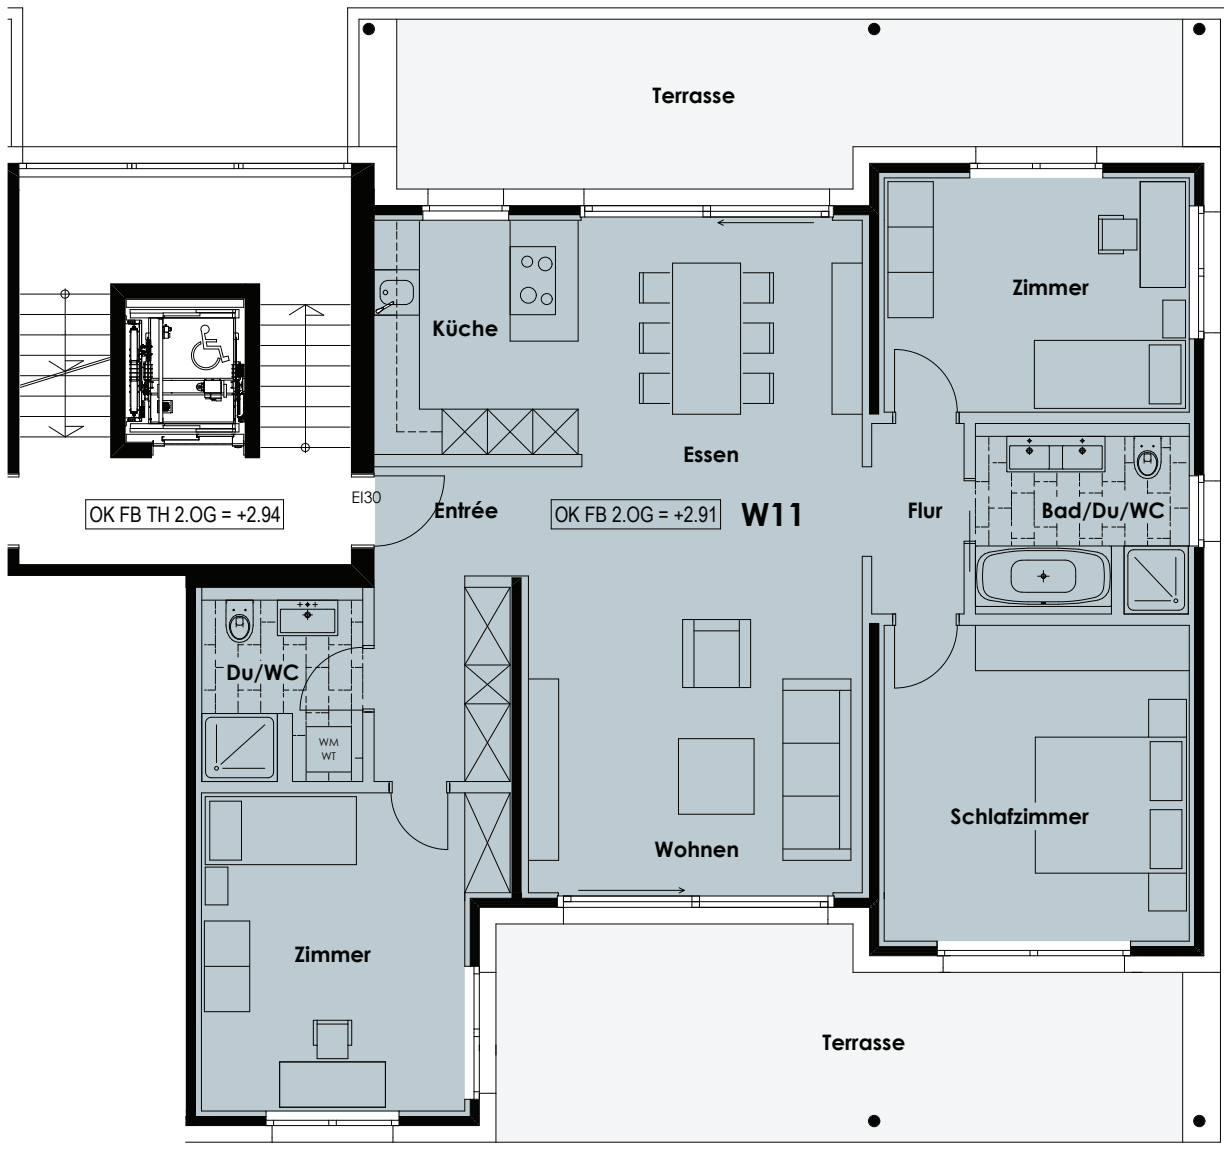 Terrasse
Zimmer
Küche
Essen
EI30
OK FB TH 2.OG = +2.94
Entrée
OK FB 2.OG = +2.91
W11
Flur
Bad/Du/WC
Du/WC
WM
WT
Schlafzimmer
Wohnen
Zimmer
Terrasse